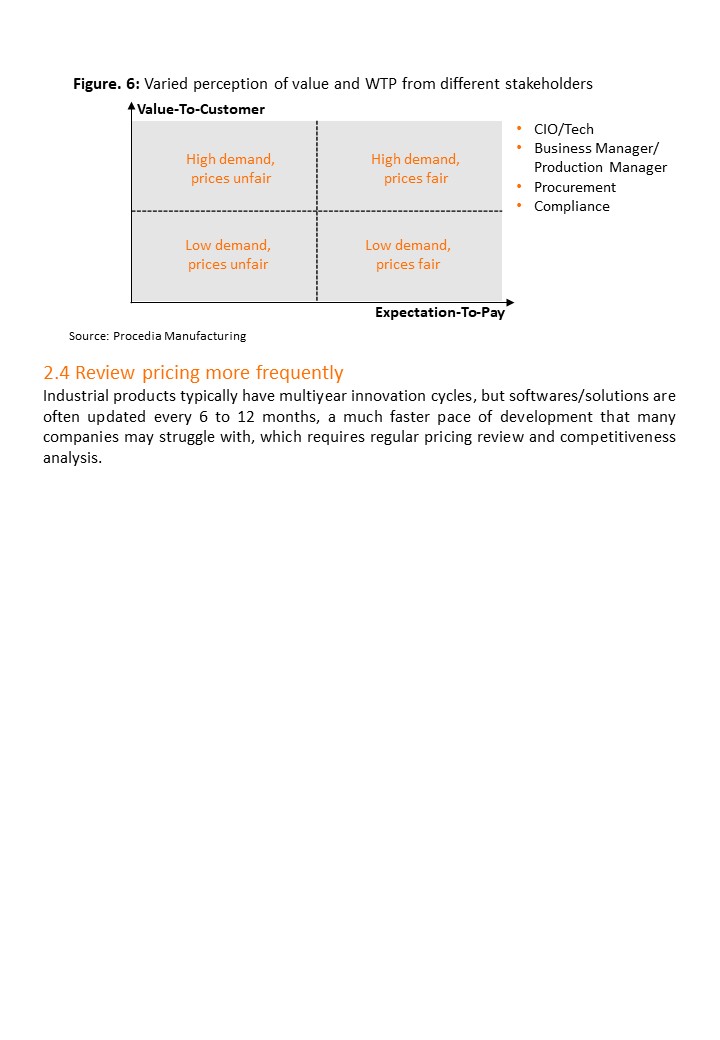 Figure. 6: Varied perception of value and WTP from different stakeholders
Value-To-Customer
High demand,
prices unfair
High demand,
prices fair
Low demand,
prices unfair
Low demand,
prices fair
Expectation-To-Pay
• CIO/Tech
• Business Manager/
Production Manager
• Procurement
• Compliance
Source: Procedia Manufacturing
2.4 Review pricing more frequently
Industrial products typically have multiyear innovation cycles, but softwares/solutions are
often updated every 6 to 12 months, a much faster pace of development that many
companies may struggle with, which requires regular pricing review and competitiveness
analysis.